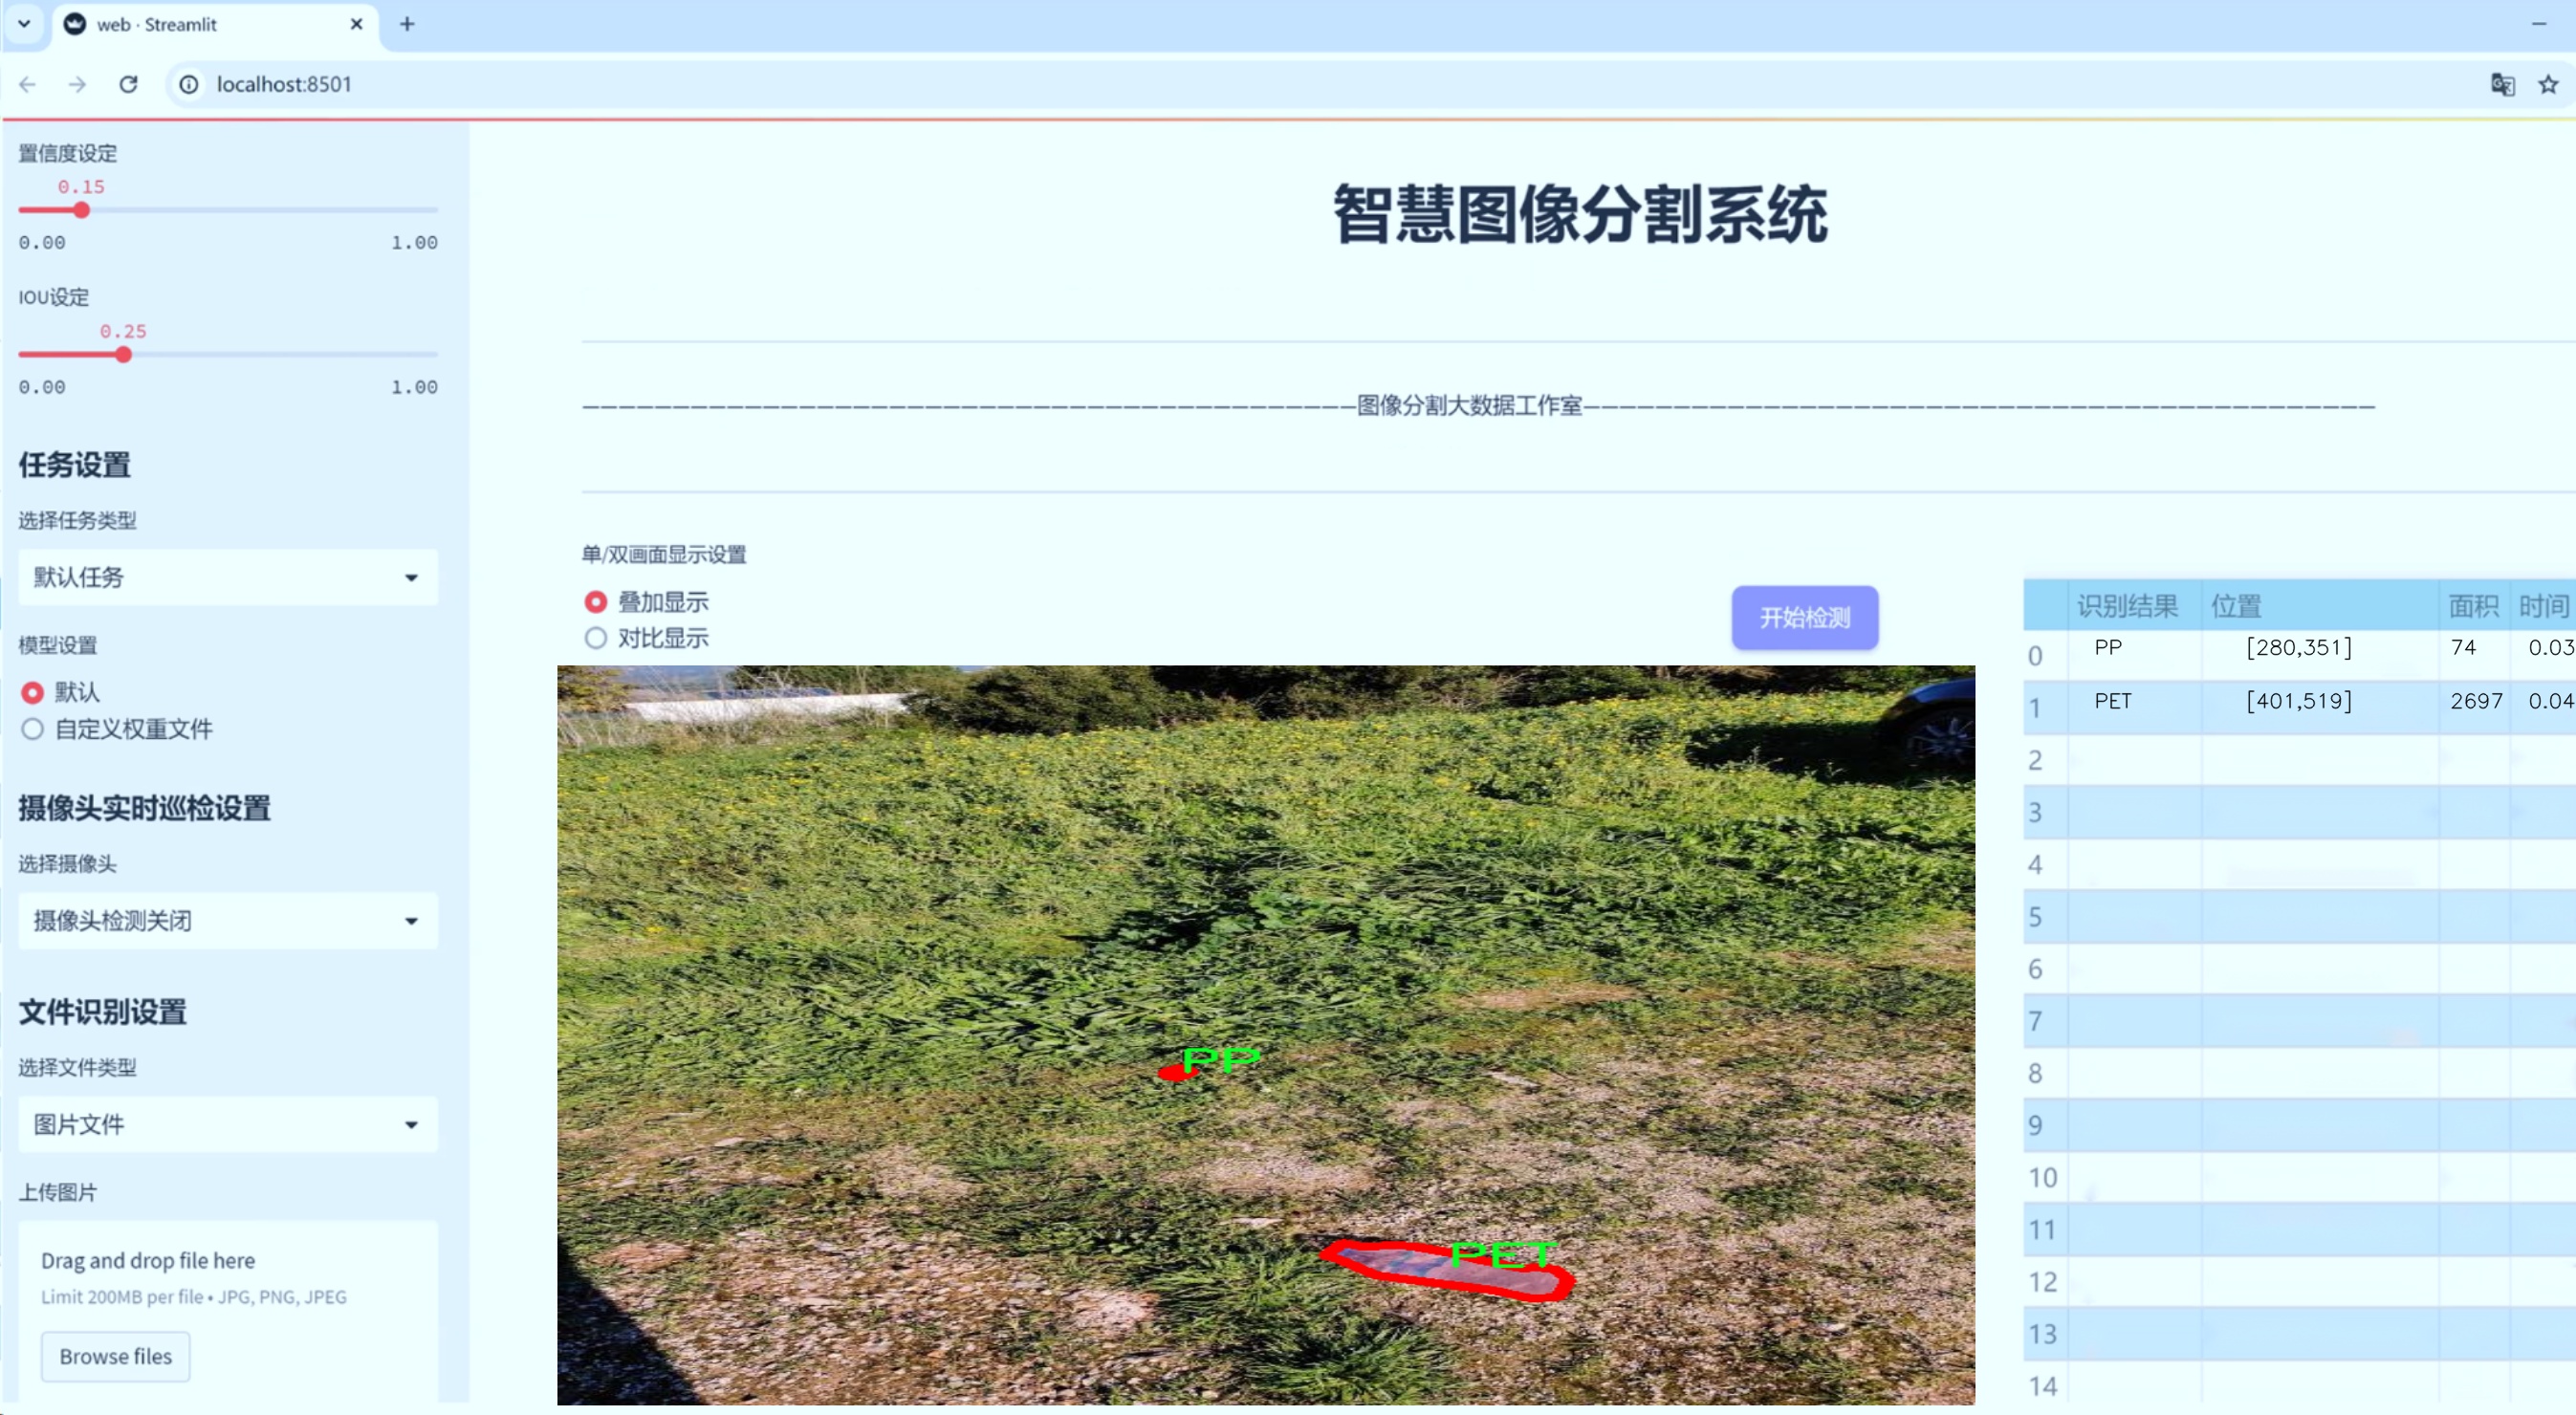 web · Streamlit
localhost:8501
置信度设定
0.15
0.00 1.00
IOU设定
0.25
0.00 1.00
任务设置
选择任务类型
默认任务
模型设置
默认
自定义权重文件
摄像头实时巡检设置
选择摄像头
摄像头检测关闭
文件识别设置
选择文件类型
图片文件
上传图片
Drag and drop file here
Limit 200MB per file • JPG, PNG, JPEG
Browse files
智慧图像分割系统
———————————————————————————————————————————图像分割大数据工作室————————————————————————————————————————————
单/双画面显示设置
叠加显示
对比显示
开始检测
PP
PET
识别结果 位置 面积 时间
0 PP [280,351] 74 0.03
1 PET [401,519] 2697 0.04
2
3
4
5
6
7
8
9
10
11
12
13
14